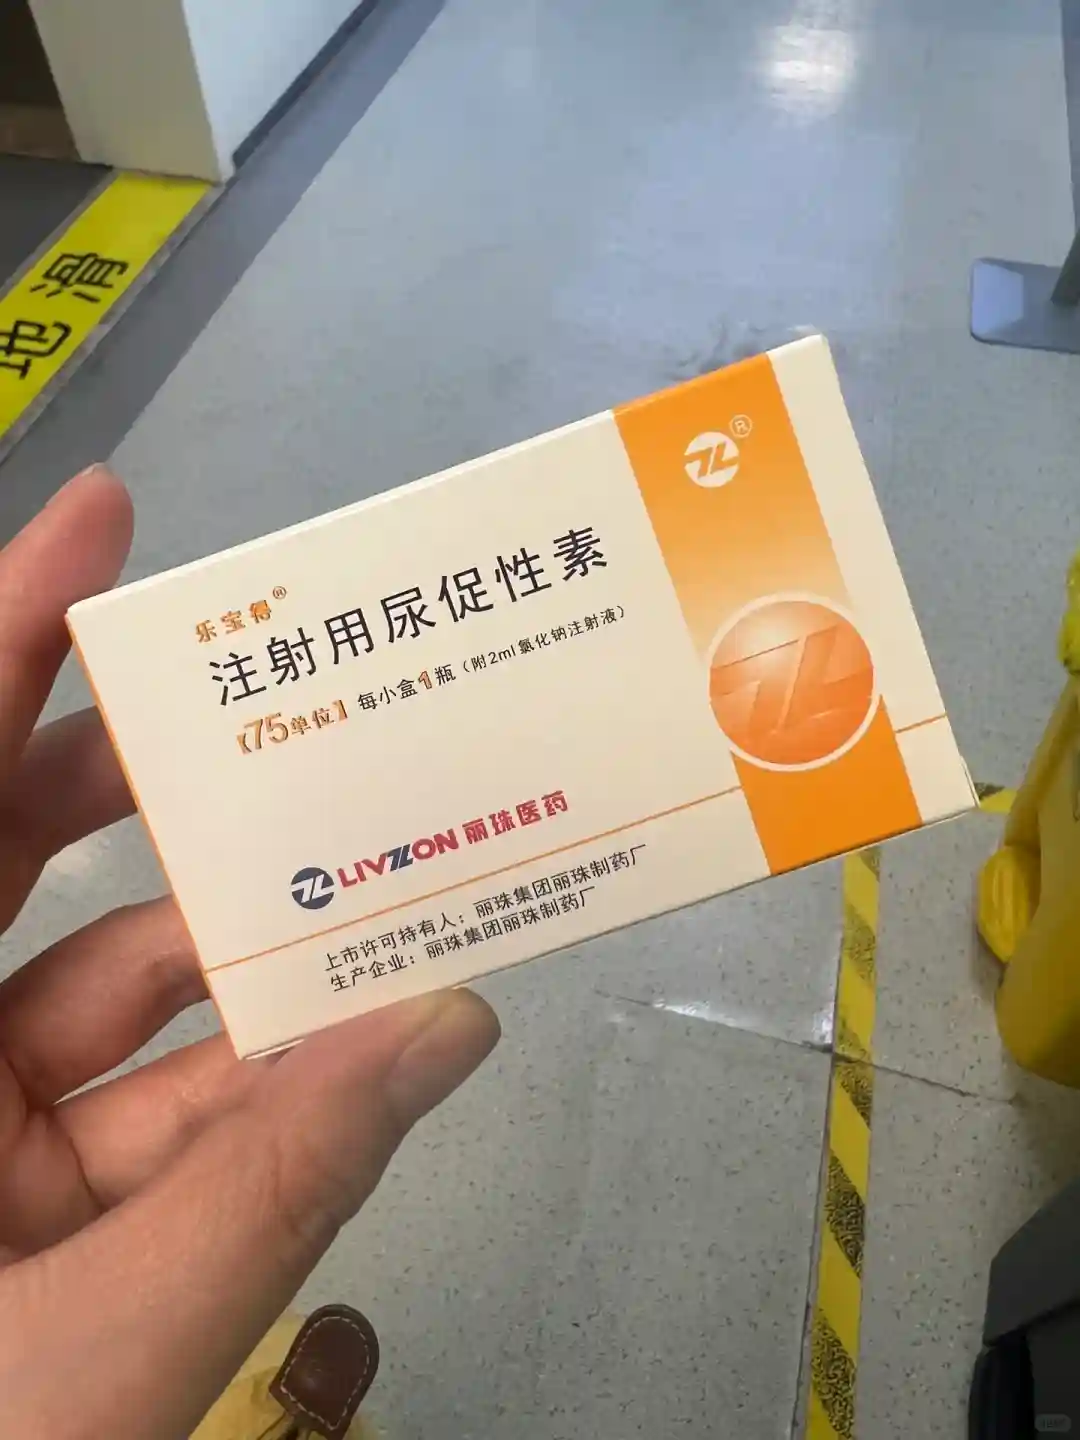 地滑
乐宝得®
注射用尿促性素
【75单位】每小盒1瓶（附2ml氯化钠注射液）
LIVZON 丽珠医药
上市许可持有人：丽珠集团丽珠制药厂
生产企业：丽珠集团丽珠制药厂
®